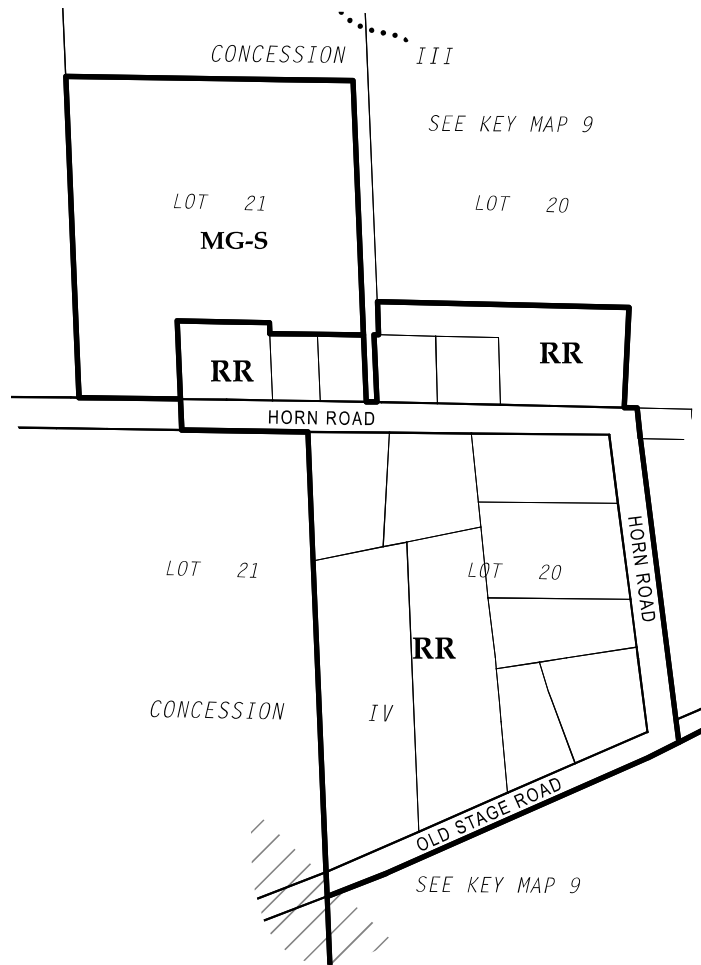 CONCESSION III
SEE KEY MAP 9
LOT 21
LOT 20
MG-S
RR
RR
HORN ROAD
HORN ROAD
LOT 21
LOT 20
RR
CONCESSION IV
OLD STAGE ROAD
SEE KEY MAP 9